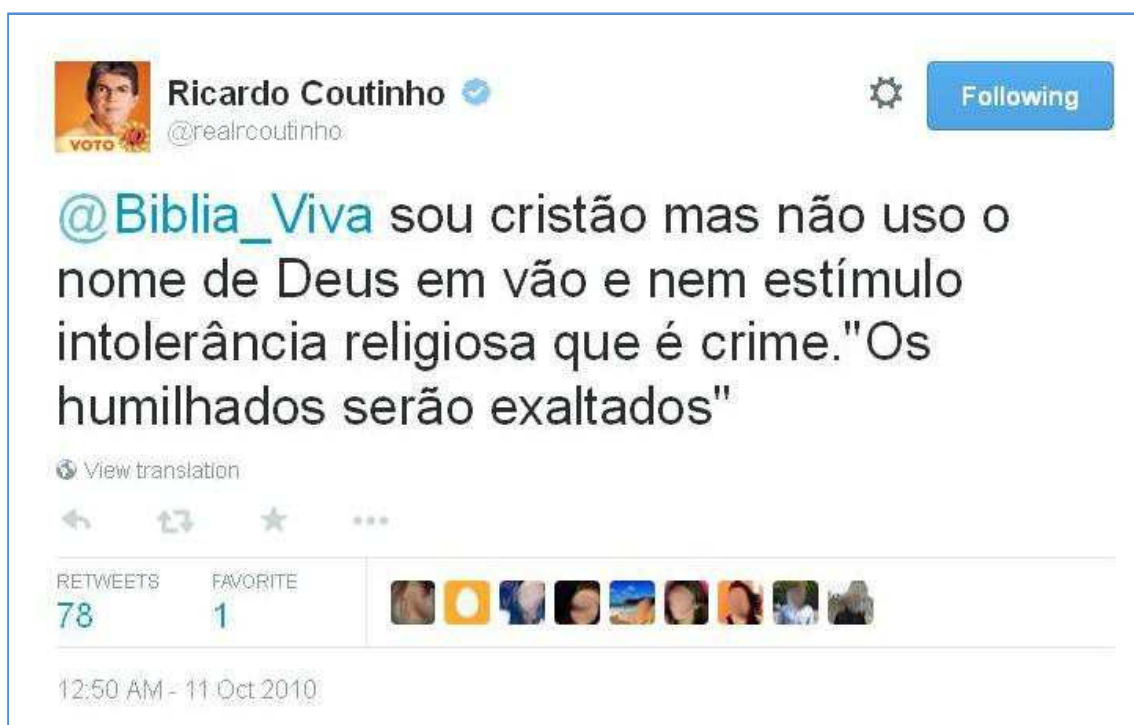 Ricardo Coutinho
@realrcoutinho
VOTO
Following
@Biblia_Viva sou cristão mas não uso o
nome de Deus em vão e nem estímulo
intolerância religiosa que é crime."Os
humilhados serão exaltados"
View translation
RETWEETS FAVORITE
78 1
12:50 AM - 11 Oct 2010